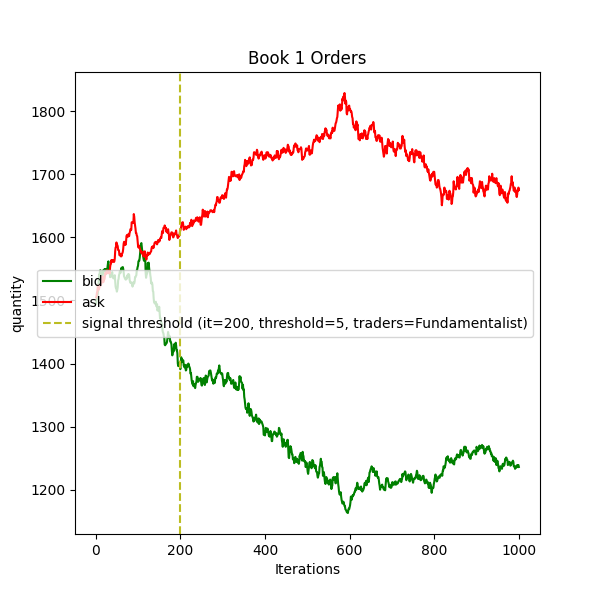 Book 1 Orders
quantity
1800
1700
1600
1500
1400
1300
1200
bid
ask
signal threshold (it=200, threshold=5, traders=Fundamentalist)
0 200 400 600 800 1000
Iterations